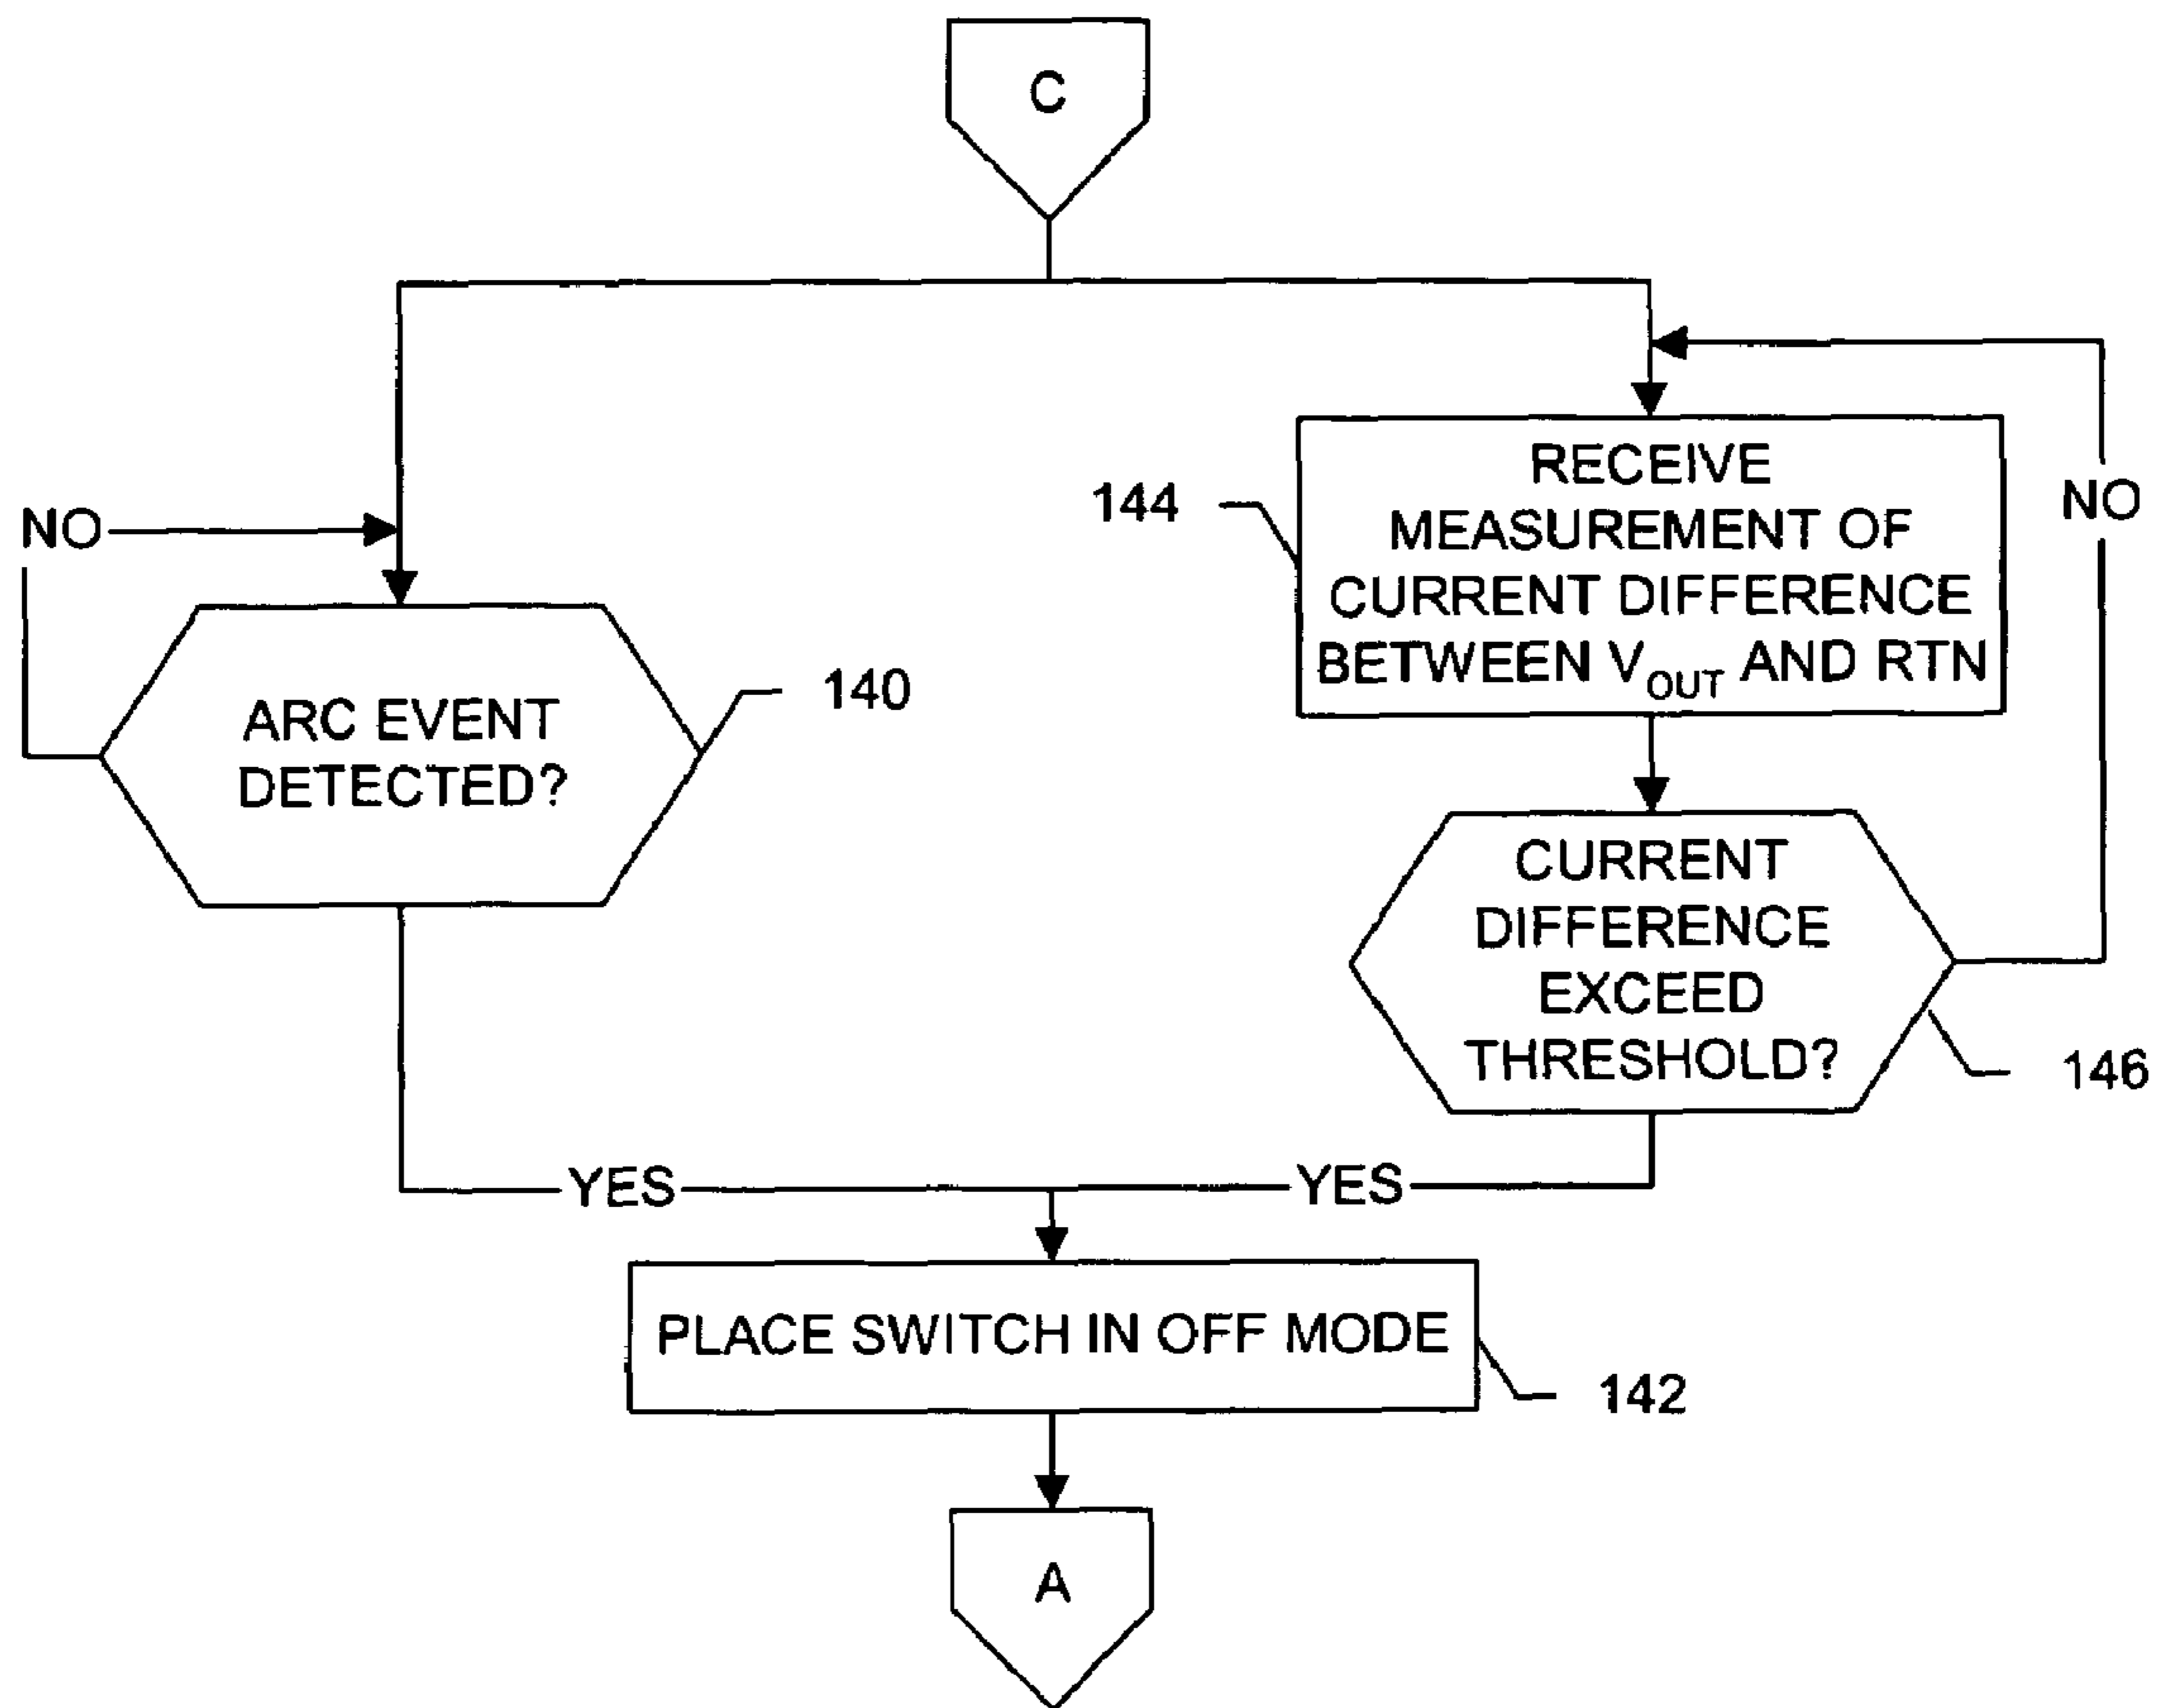 C
NO
ARC EVENT
DETECTED?
140
144
RECEIVE
MEASUREMENT OF
CURRENT DIFFERENCE
BETWEEN VOUT AND RTN
NO
CURRENT
DIFFERENCE
EXCEED
THRESHOLD?
146
YES
YES
PLACE SWITCH IN OFF MODE
142
A